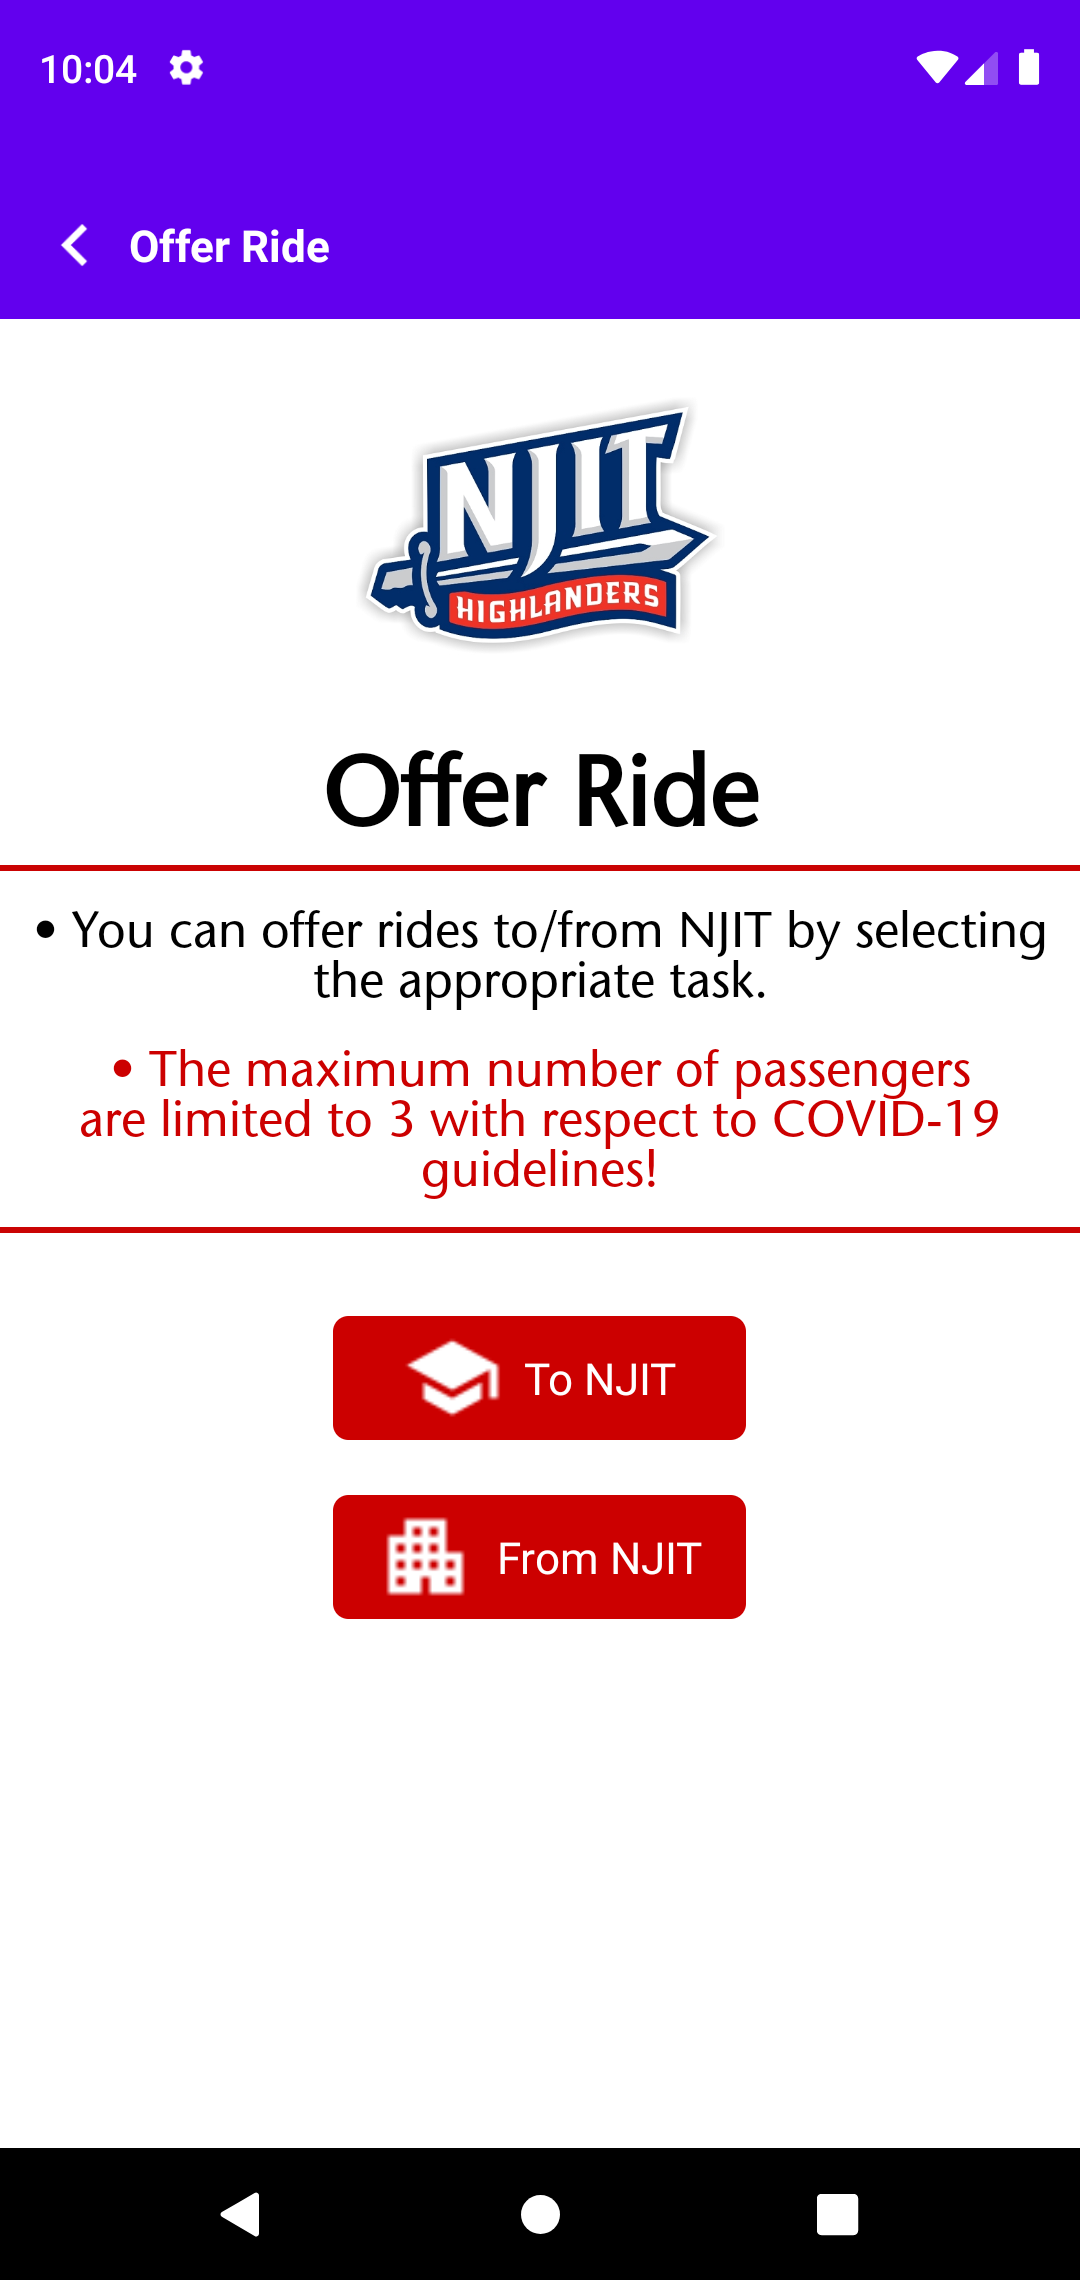 10:04
Offer Ride
NJIT
HIGHLANDERS
Offer Ride
• You can offer rides to/from NJIT by selecting
the appropriate task.
• The maximum number of passengers
are limited to 3 with respect to COVID-19
guidelines!
To NJIT
From NJIT